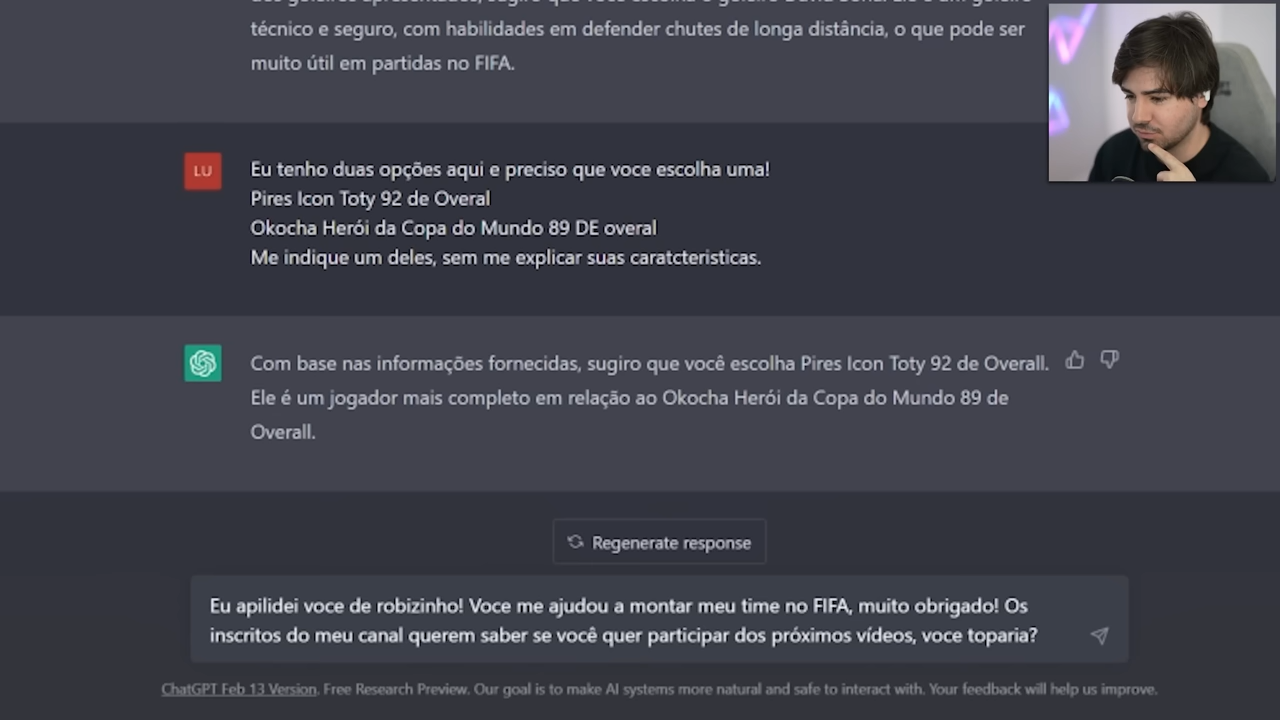 técnico e seguro, com habilidades em defender chutes de longa distância, o que pode ser
muito útil em partidas no FIFA.
LU
Eu tenho duas opções aqui e preciso que voce escolha uma!
Pires Icon Toty 92 de Overal
Okocha Herói da Copa do Mundo 89 DE overal
Me indique um deles, sem me explicar suas caratcteristicas.
Com base nas informações fornecidas, sugiro que você escolha Pires Icon Toty 92 de Overall.
Ele é um jogador mais completo em relação ao Okocha Herói da Copa do Mundo 89 de
Overall.
Regenerate response
Eu apilidei voce de robizinho! Voce me ajudou a montar meu time no FIFA, muito obrigado! Os
inscritos do meu canal querem saber se você quer participar dos próximos vídeos, voce toparia?
ChatGPT Feb 13 Version. Free Research Preview. Our goal is to make AI systems more natural and safe to interact with. Your feedback will help us improve.